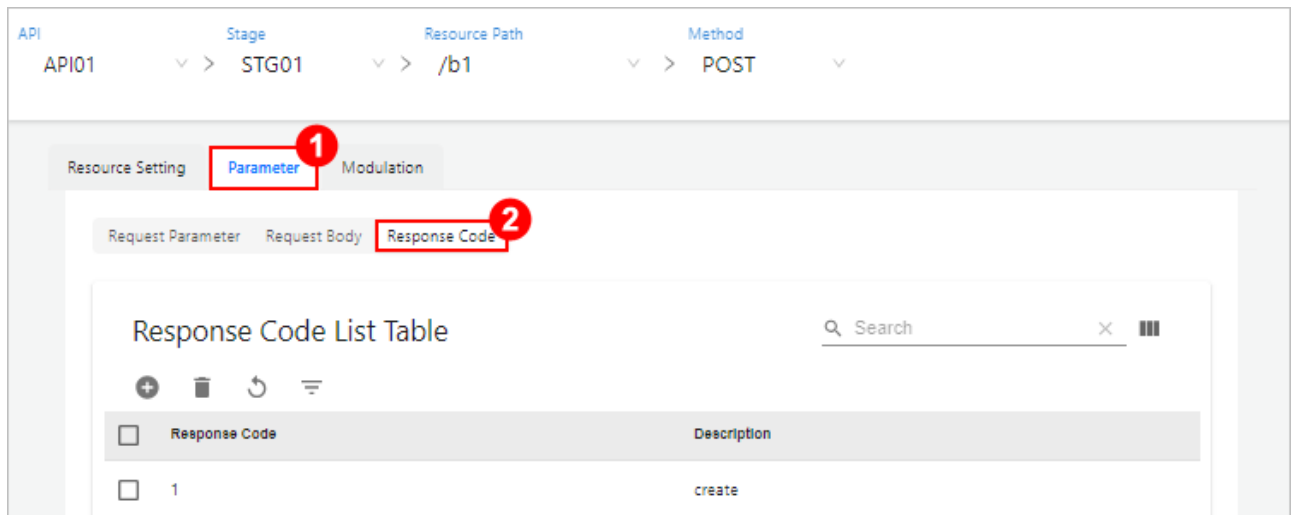 API Stage Resource Path Method
API01 > STG01 > /b1 > POST
1
Resource Setting Parameter Modulation
2
Request Parameter Request Body Response Code
Response Code List Table Search
Response Code Description
1 create